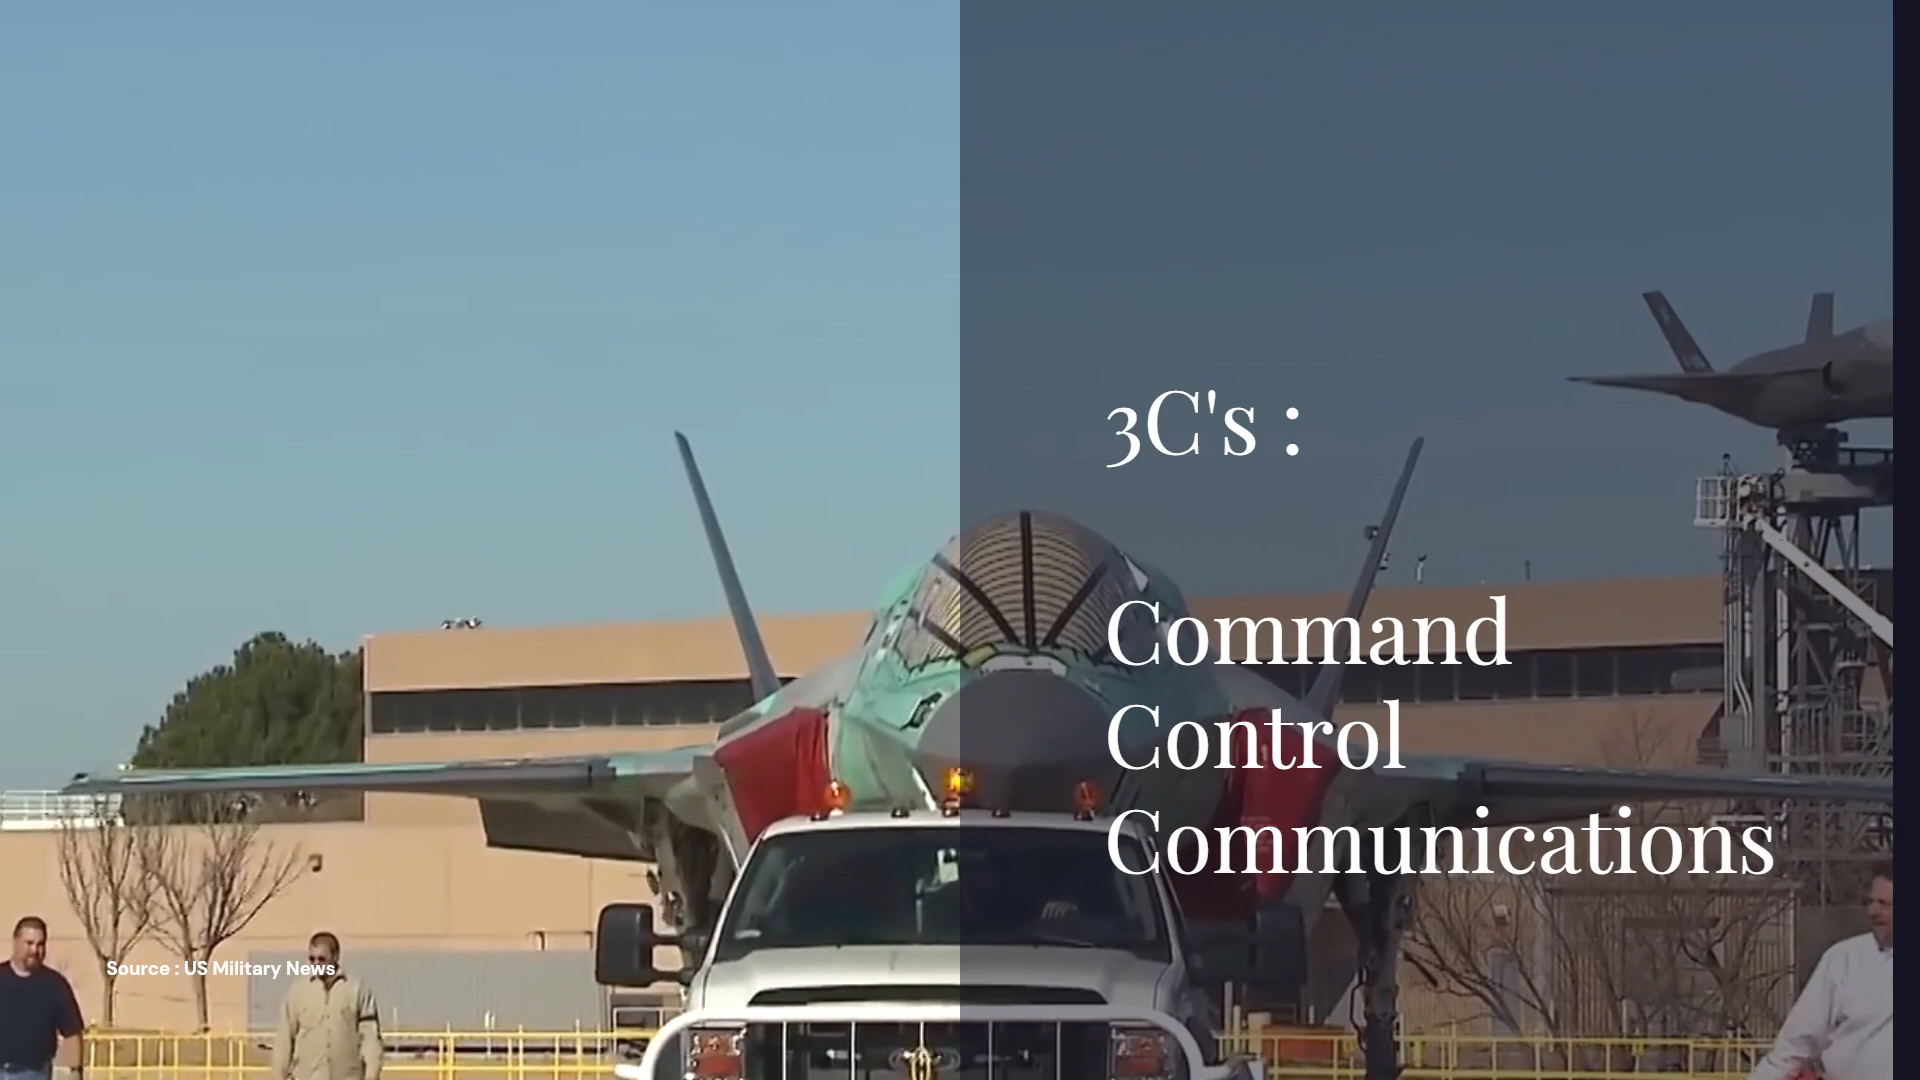 3C's :
Command
Control
Communications
Source : US Military News